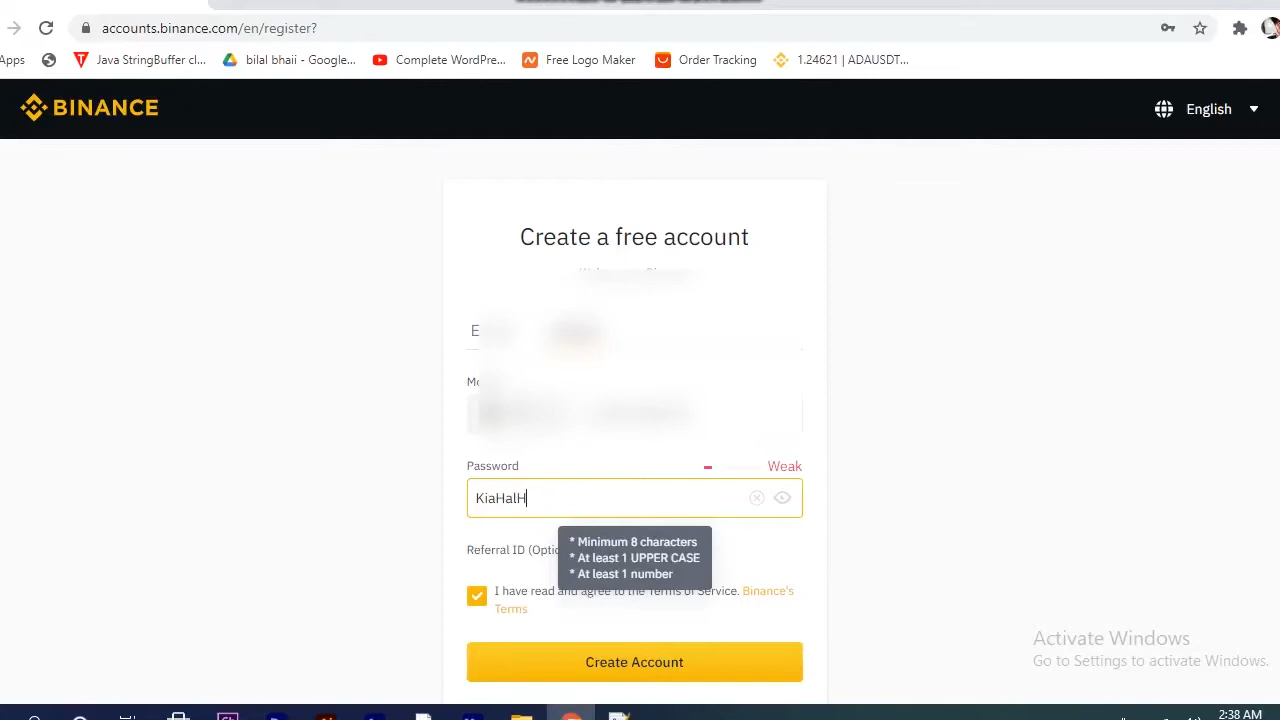 accounts.binance.com/en/register?
Apps
Java StringBuffer cl...
bilal bhaii - Google...
Complete WordPre...
Free Logo Maker
Order Tracking
1.24621 | ADAUSDT...
BINANCE
English
Create a free account
E
Mo
Password
Weak
KiaHalH
* Minimum 8 characters
* At least 1 UPPER CASE
* At least 1 number
Referral ID (Optio
I have read and agree to the Terms of Service. Binance's
Terms
Create Account
Activate Windows
Go to Settings to activate Windows.
2:38 AM